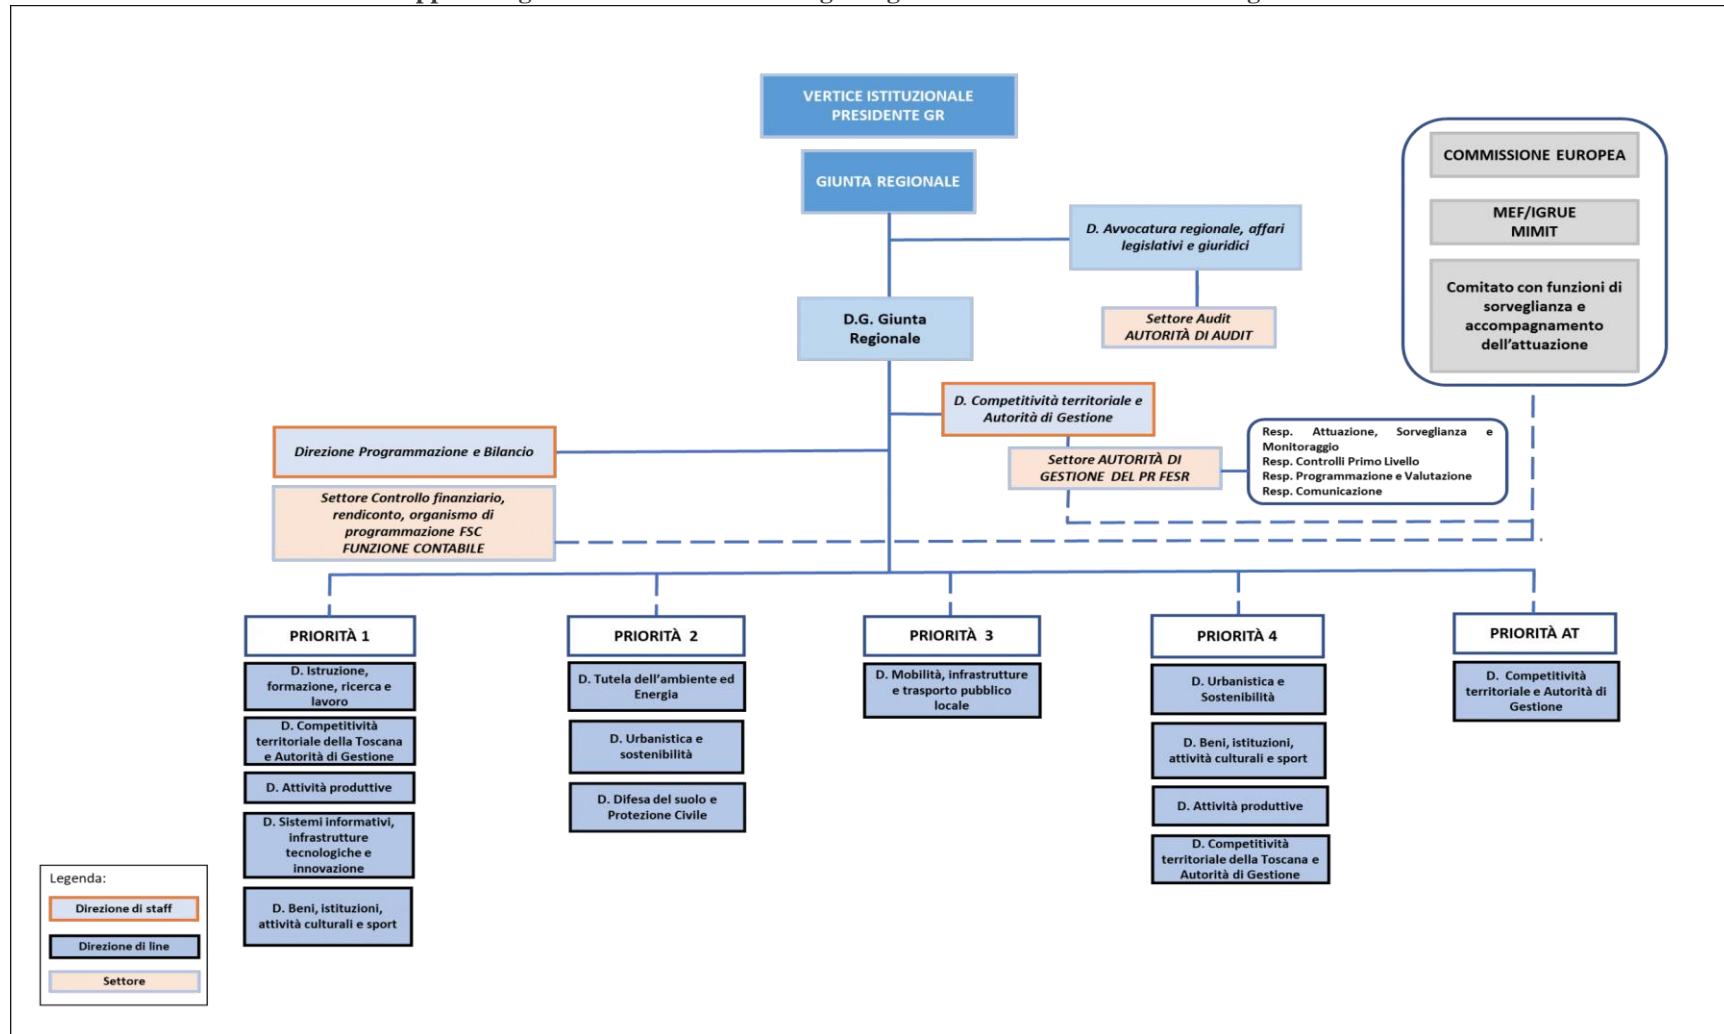 VERTICE ISTITUZIONALE
PRESIDENTE GR
GIUNTA REGIONALE
D. Avvocatura regionale, affari
legislativi e giuridici
Settore Audit
AUTORITÀ DI AUDIT
COMMISSIONE EUROPEA
MEF/IGRUE
MIMIT
Comitato con funzioni di
sorveglianza e
accompagnamento
dell'attuazione
D.G. Giunta
Regionale
D. Competitività territoriale e
Autorità di Gestione
Direzione Programmazione e Bilancio
Settore AUTORITÀ DI
GESTIONE DEL PR FESR
Resp. Attuazione, Sorveglianza e
Monitoraggio
Resp. Controlli Primo Livello
Resp. Programmazione e Valutazione
Resp. Comunicazione
Settore Controllo finanziario,
rendiconto, organismo di
programmazione FSC
FUNZIONE CONTABILE
PRIORITÀ 1
D. Istruzione,
formazione, ricerca e
lavoro
D. Competitività
territoriale della Toscana
e Autorità di Gestione
D. Attività produttive
D. Sistemi informativi,
infrastrutture
tecnologiche e
innovazione
D. Beni, istituzioni,
attività culturali e sport
PRIORITÀ 2
D. Tutela dell'ambiente ed
Energia
D. Urbanistica e
sostenibilità
D. Difesa del suolo e
Protezione Civile
PRIORITÀ 3
D. Mobilità, infrastrutture
e trasporto pubblico
locale
PRIORITÀ 4
D. Urbanistica e
Sostenibilità
D. Beni, istituzioni,
attività culturali e sport
D. Attività produttive
D. Competitività
territoriale della Toscana e
Autorità di Gestione
PRIORITÀ AT
D. Competitività
territoriale e Autorità di
Gestione
Legenda:
Direzione di staff
Direzione di line
Settore